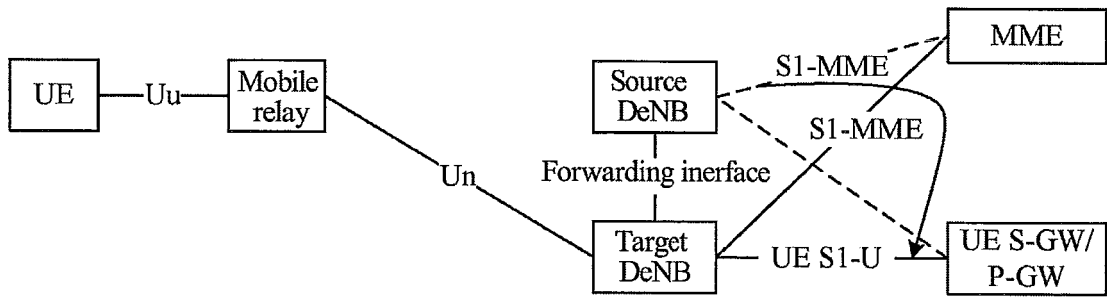 MME
S1-MME
UE
Uu
Mobile
relay
Source
DeNB
S1-MME
Un
Forwarding inerface
Target
DeNB
UE S1-U
UE S-GW/
P-GW